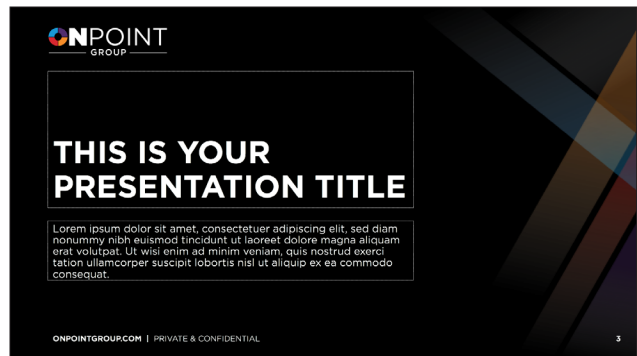 ONPOINT
GROUP
THIS IS YOUR
PRESENTATION TITLE
Lorem ipsum dolor sit amet, consectetuer adipiscing elit, sed diam
nonummy nibh euismod tincidunt ut laoreet dolore magna aliquam
erat volutpat. Ut wisi enim ad minim veniam, quis nostrud exerci
tation ullamcorper suscipit lobortis nisl ut aliquip ex ea commodo
consequat.
ONPOINTGROUP.COM | PRIVATE & CONFIDENTIAL
3